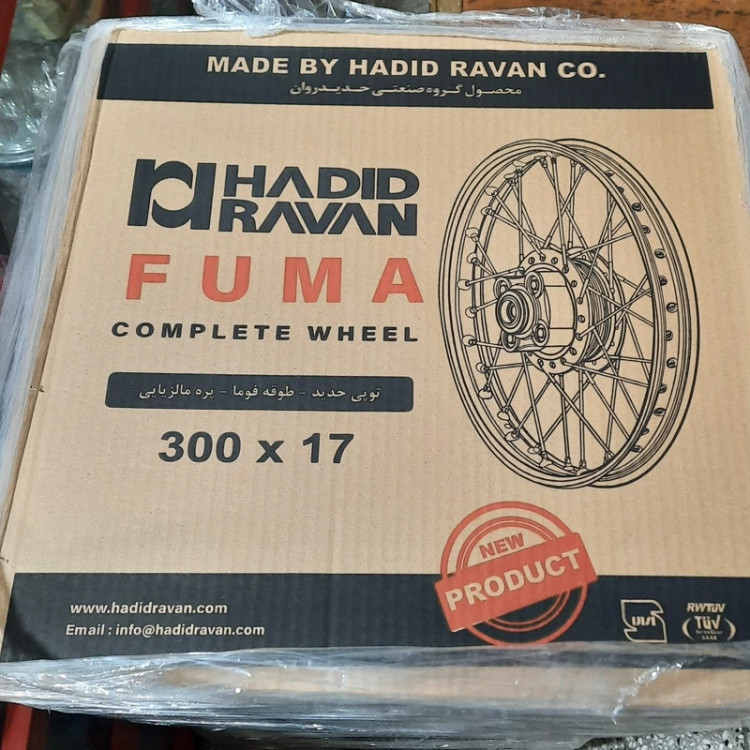 MADE BY HADID RAVAN CO.
محصول گروه صنعتی حدیدروان
HADID
RAVAN
FUMA
COMPLETE WHEEL
توپی حدید - طوقه فوما - پره مالزیایی
300 x 17
NEW
PRODUCT
www.hadidravan.com
Email : info@hadidravan.com
RWTUV
TÜV